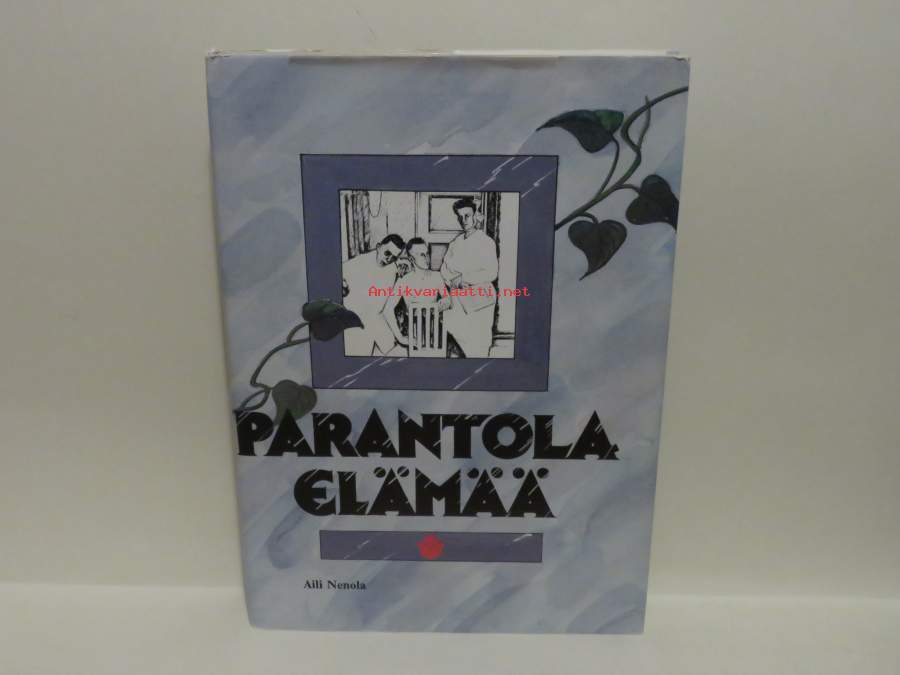 Antikvariaatti.net
PARANTOLA-
ELÄMÄÄ
Aili Nenola